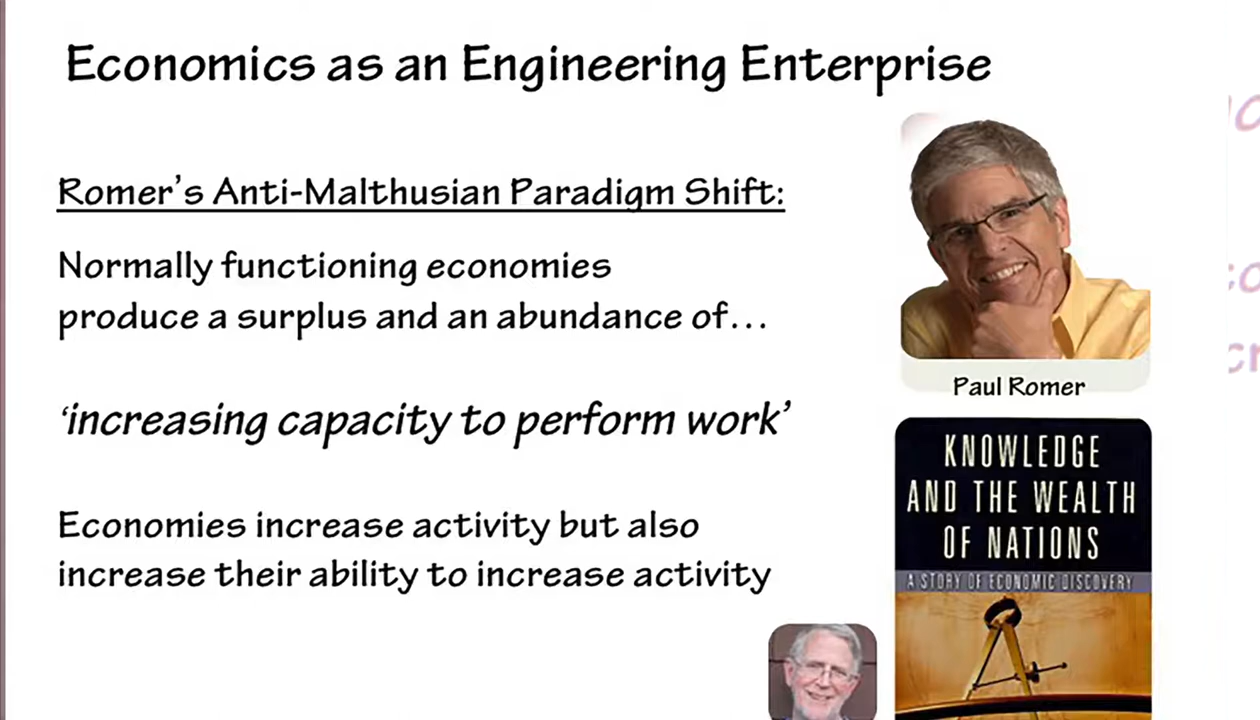 Economics as an Engineering Enterprise
Romer's Anti-Malthusian Paradigm Shift:
Normally functioning economies
produce a surplus and an abundance of...
'increasing capacity to perform work'
Economies increase activity but also
increase their ability to increase activity
Paul Romer
KNOWLEDGE
AND THE WEALTH
OF NATIONS
A STORY OF ECONOMIC DISCOVERY